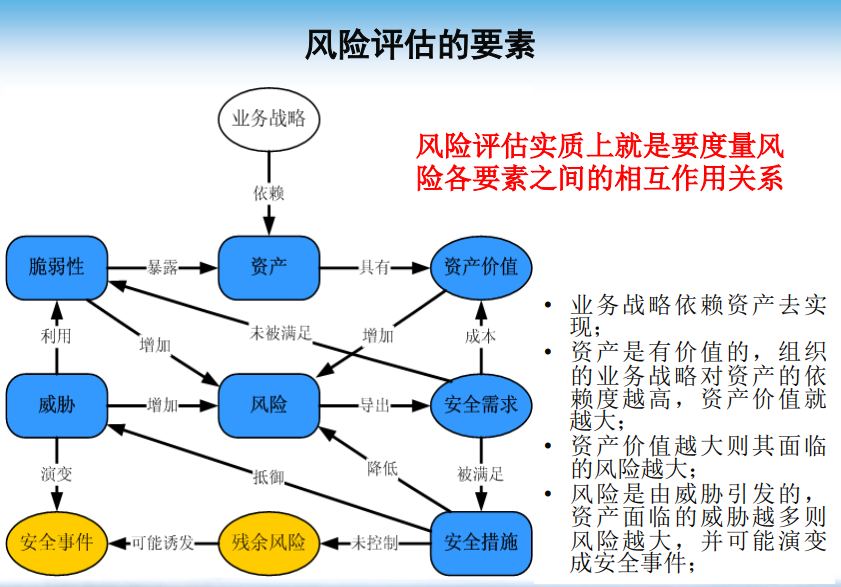 风险评估的要素
业务战略
风险评估实质上就是要度量风
险各要素之间的相互作用关系
依赖
脆弱性
暴露
资产
具有
资产价值
利用
增加
未被满足
增加
成本
威胁
增加
风险
导出
安全需求
演变
抵御
降低
被满足
安全事件
可能诱发
残余风险
未控制
安全措施
• 业务战略依赖资产去实
现；
• 资产是有价值的，组织
的业务战略对资产的依
赖度越高，资产价值就
越大；
• 资产价值越大则其面临
的风险越大；
• 风险是由威胁引发的，
资产面临的威胁越多则
风险越大，并可能演变
成安全事件；